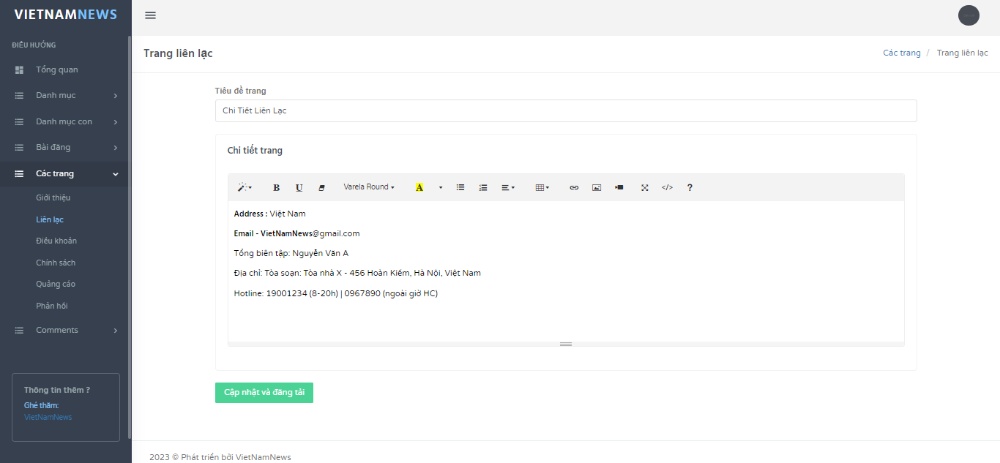 VIETNAMNEWS
ĐIỀU HƯỚNG
Tổng quan
Danh mục
Danh mục con
Bài đăng
Các trang
Giới thiệu
Liên lạc
Điều khoản
Chính sách
Quảng cáo
Phản hồi
Comments
Thông tin thêm ?
Ghé thăm:
VietNamNews
Trang liên lạc
Các trang / Trang liên lạc
Tiêu đề trang
Chi Tiết Liên Lạc
Chi tiết trang
B U Varela Round A </> ?
Address : Việt Nam
Email - VietNamNews@gmail.com
Tổng biên tập: Nguyễn Văn A
Địa chỉ: Tòa soạn: Tòa nhà X - 456 Hoàn Kiếm, Hà Nội, Việt Nam
Hotline: 19001234 (8-20h) | 0967890 (ngoài giờ HC)
Cập nhật và đăng tải
2023 © Phát triển bởi VietNamNews